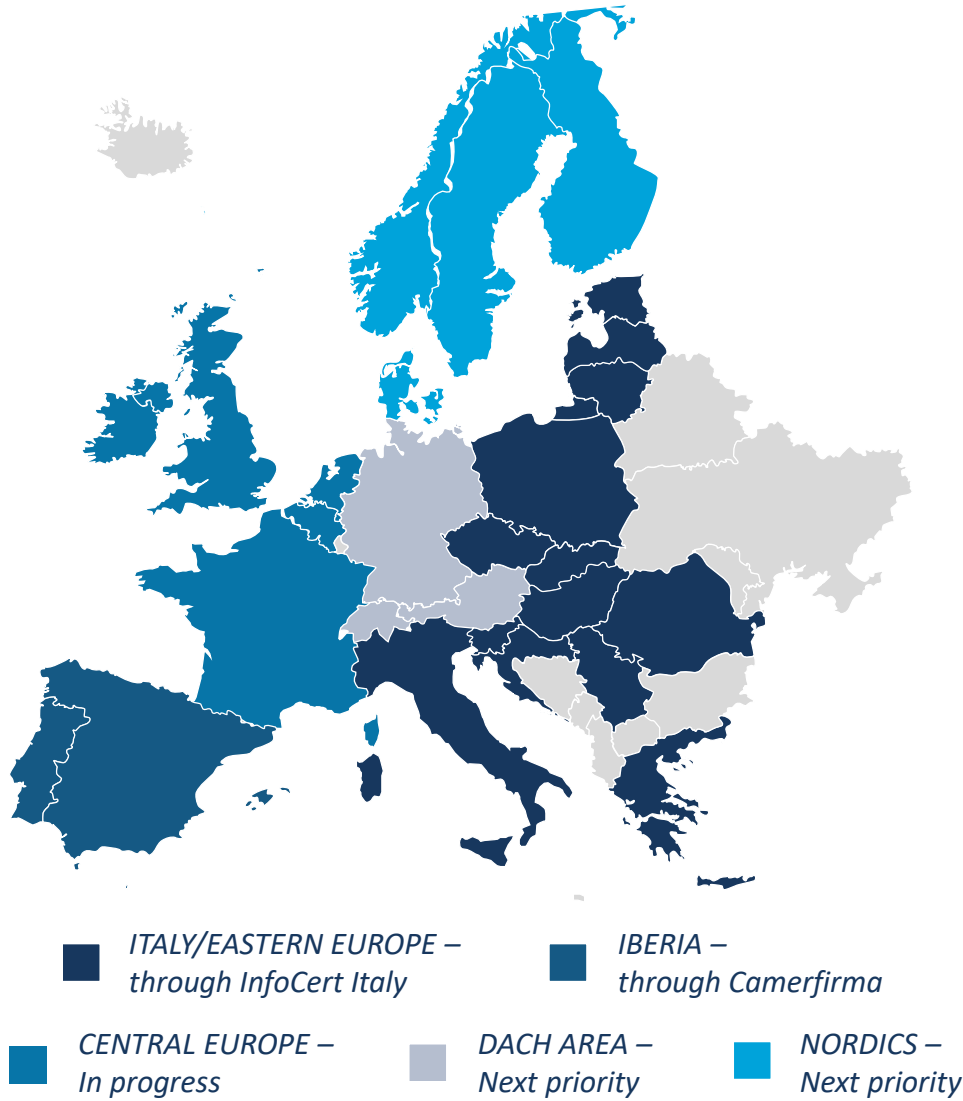 ITALY/EASTERN EUROPE –
through InfoCert Italy
IBERIA –
through Camerfirma
CENTRAL EUROPE –
In progress
DACH AREA –
Next priority
NORDICS –
Next priority